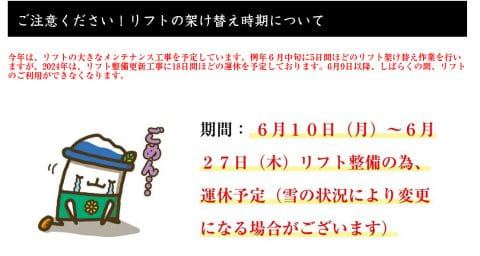 ご注意ください！リフトの架け替え時期について
今年は、リフトの大きなメンテナンス工事を予定しています。例年６月中旬に5日間ほどのリフト架け替え作業を行い
ますが、2024年は、リフト整備更新工事に18日間ほどの運休を予定しております。6月9日以降、しばらくの間、リフト
のご利用ができなくなります。
ごめん…
期間：６月１０日（月）～６月
２７日（木）リフト整備の為、
運休予定（雪の状況により変更
になる場合がございます）